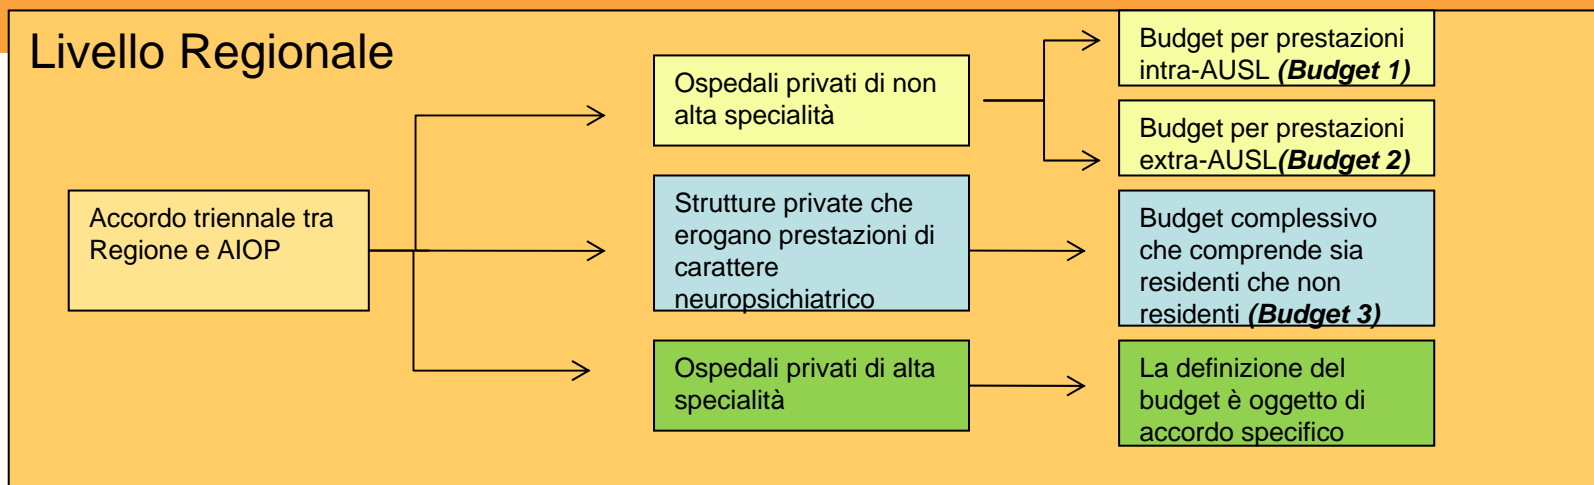 Livello Regionale
Accordo triennale tra
Regione e AIOP
Ospedali privati di non
alta specialità
Budget per prestazioni
intra-AUSL (Budget 1)
Budget per prestazioni
extra-AUSL(Budget 2)
Strutture private che
erogano prestazioni di
carattere
neuropsichiatrico
Budget complessivo
che comprende sia
residenti che non
residenti (Budget 3)
Ospedali privati di alta
specialità
La definizione del
budget è oggetto di
accordo specifico